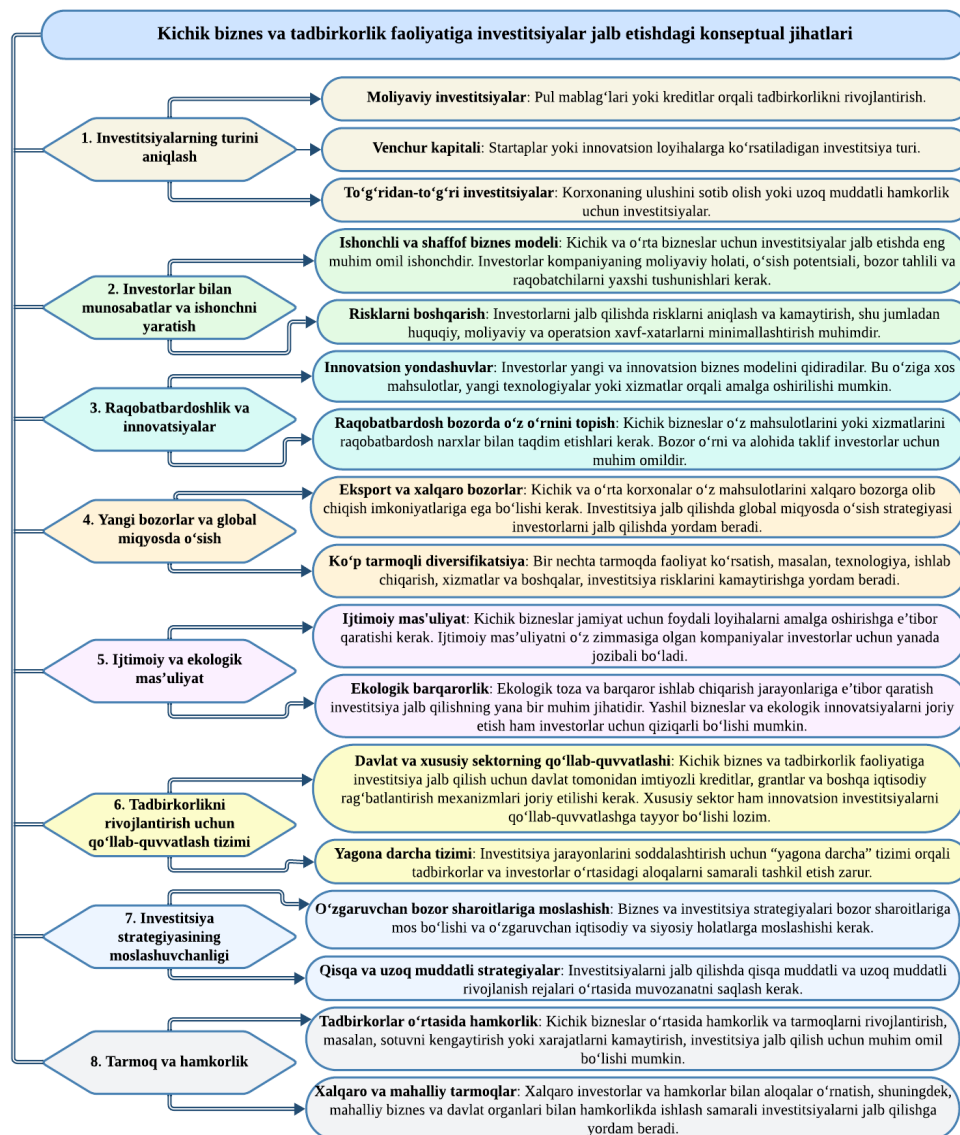 Kichik biznes va tadbirkorlik faoliyatiga investitsiyalar jalb etishdagi konseptual jihatlari
1. Investitsiyalarning turini
aniqlash
Moliyaviy investitsiyalar: Pul mablag‘lari yoki kreditlar orqali tadbirkorlikni rivojlantirish.
Venchur kapitali: Startaplar yoki innovatsion loyihalarga ko‘rsatiladigan investitsiya turi.
To‘g‘ridan-to‘g‘ri investitsiyalar: Korxonaning ulushini sotib olish yoki uzoq muddatli hamkorlik
uchun investitsiyalar.
2. Investorlar bilan
munosabatlar va ishonchni
yaratish
Ishonchli va shaffof biznes modeli: Kichik va o‘rta bizneslar uchun investitsiyalar jalb etishda eng
muhim omil ishonchdir. Investorlar kompaniyaning moliyaviy holati, o‘sish potentsiali, bozor tahlili va
raqobatchilarni yaxshi tushunishlari kerak.
Risklarni boshqarish: Investorlarni jalb qilishda risklarni aniqlash va kamaytirish, shu jumladan
huquqiy, moliyaviy va operatsion xavf-xatarlarni minimallashtirish muhimdir.
3. Raqobatbardoshlik va
innovatsiyalar
Innovatsion yondashuvlar: Investorlar yangi va innovatsion biznes modelini qidiradilar. Bu o‘ziga xos
mahsulotlar, yangi texnologiyalar yoki xizmatlar orqali amalga oshirilishi mumkin.
Raqobatbardosh bozorda o‘z o‘rnini topish: Kichik bizneslar o‘z mahsulotlarini yoki xizmatlarini
raqobatbardosh narxlar bilan taqdim etishlari kerak. Bozor o‘rni va alohida taklif investorlar uchun
muhim omildir.
4. Yangi bozorlar va global
miqyosda o‘sish
Eksport va xalqaro bozorlar: Kichik va o‘rta korxonalar o‘z mahsulotlarini xalqaro bozorga olib
chiqish imkoniyatlariga ega bo‘lishi kerak. Investitsiya jalb qilishda global miqyosda o‘sish strategiyasi
investorlarni jalb qilishda yordam beradi.
Ko‘p tarmoqli diversifikatsiya: Bir nechta tarmoqda faoliyat ko‘rsatish, masalan, texnologiya, ishlab
chiqarish, xizmatlar va boshqalar, investitsiya risklarini kamaytirishga yordam beradi.
5. Ijtimoiy va ekologik
mas’uliyat
Ijtimoiy mas'uliyat: Kichik bizneslar jamiyat uchun foydali loyihalarni amalga oshirishga e’tibor
qaratishi kerak. Ijtimoiy mas’uliyatni o‘z zimmasiga olgan kompaniyalar investorlar uchun yanada
jozibali bo‘ladi.
Ekologik barqarorlik: Ekologik toza va barqaror ishlab chiqarish jarayonlariga e’tibor qaratish
investitsiya jalb qilishning yana bir muhim jihatidir. Yashil bizneslar va ekologik innovatsiyalarni joriy
etish ham investorlar uchun qiziqarli bo‘lishi mumkin.
6. Tadbirkorlikni
rivojlantirish uchun
qo‘llab-quvvatlash tizimi
Davlat va xususiy sektorning qo‘llab-quvvatlashi: Kichik biznes va tadbirkorlik faoliyatiga
investitsiya jalb qilish uchun davlat tomonidan imtiyozli kreditlar, grantlar va boshqa iqtisodiy
rag‘batlantirish mexanizmlari joriy etilishi kerak. Xususiy sektor ham innovatsion investitsiyalarni
qo‘llab-quvvatlashga tayyor bo‘lishi lozim.
Yagona darcha tizimi: Investitsiya jarayonlarini soddalashtirish uchun “yagona darcha” tizimi orqali
tadbirkorlar va investorlar o‘rtasidagi aloqalarni samarali tashkil etish zarur.
7. Investitsiya
strategiyasining
moslashuvchanligi
O‘zgaruvchan bozor sharoitlariga moslashish: Biznes va investitsiya strategiyalari bozor sharoitlariga
mos bo‘lishi va o‘zgaruvchan iqtisodiy va siyosiy holatlarga moslashishi kerak.
Qisqa va uzoq muddatli strategiyalar: Investitsiyalarni jalb qilishda qisqa muddatli va uzoq muddatli
rivojlanish rejalari o‘rtasida muvozanatni saqlash kerak.
8. Tarmoq va hamkorlik
Tadbirkorlar o‘rtasida hamkorlik: Kichik bizneslar o‘rtasida hamkorlik va tarmoqlarni rivojlantirish,
masalan, sotuvni kengaytirish yoki xarajatlarni kamaytirish, investitsiya jalb qilish uchun muhim omil
bo‘lishi mumkin.
Xalqaro va mahalliy tarmoqlar: Xalqaro investorlar va hamkorlar bilan aloqalar o‘rnatish, shuningdek,
mahalliy biznes va davlat organlari bilan hamkorlikda ishlash samarali investitsiyalarni jalb qilishga
yordam beradi.